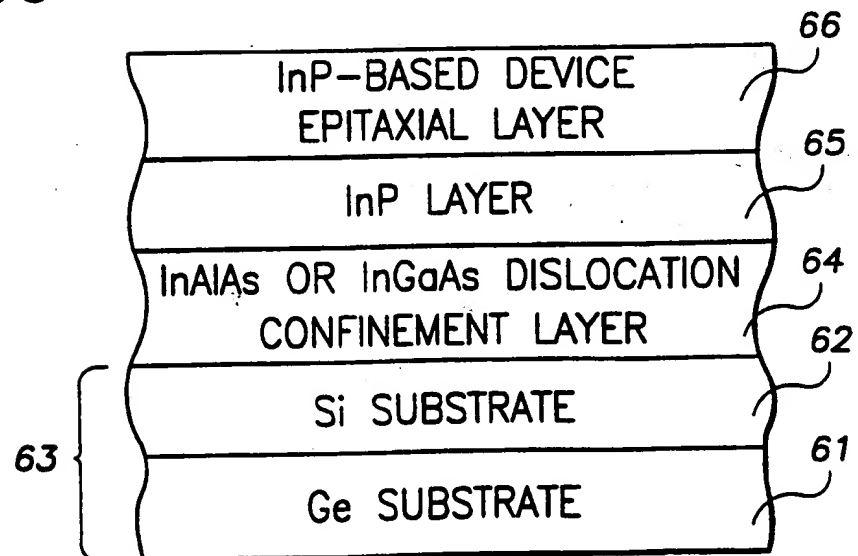 66
InP-BASED DEVICE
EPITAXIAL LAYER
65
InP LAYER
64
InAlAs OR InGaAs DISLOCATION
CONFINEMENT LAYER
62
Si SUBSTRATE
63
61
Ge SUBSTRATE